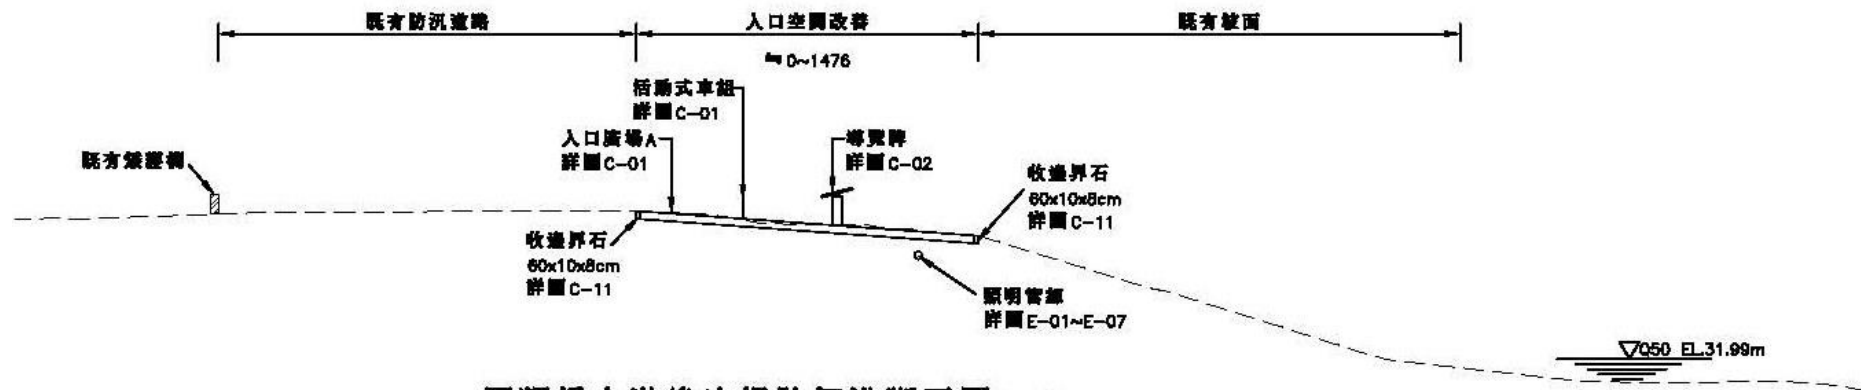 既有防汛道路
入口空間改善
既有坡面
≒0~1476
活動式車阻
詳圖C-01
入口廣場A
詳圖C-01
導覽牌
詳圖C-02
既有矮護欄
收邊界石
60x10x8cm
詳圖C-11
收邊界石
60x10x8cm
詳圖C-11
照明管線
詳圖E-01~E-07
Q50 EL.31.99m